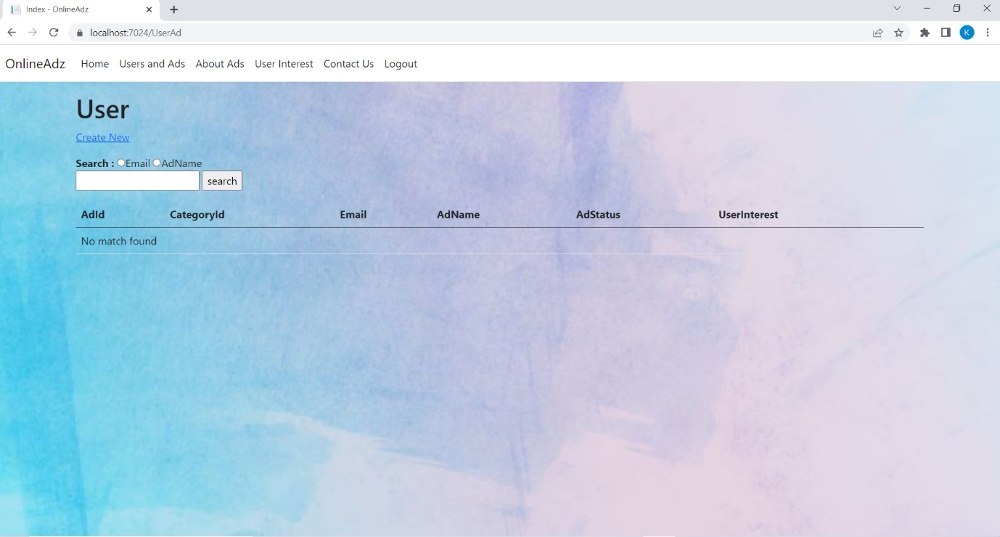 Index - OnlineAdz
localhost:7024/UserAd
K
OnlineAdz Home Users and Ads About Ads User Interest Contact Us Logout
User
Create New
Search : Email AdName
search
AdId CategoryId Email AdName AdStatus UserInterest
No match found